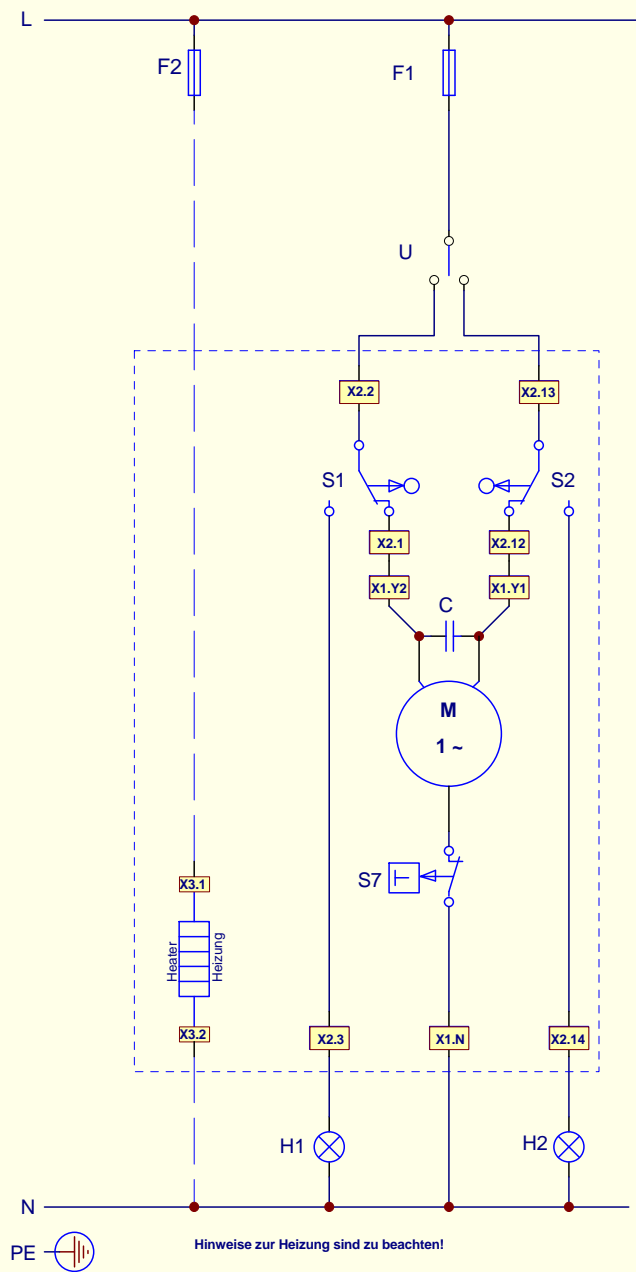 L
F2
F1
U
X2.2
X2.13
S1
S2
X2.1
X2.12
X1.Y2
X1.Y1
C
M
1 ~
S7
X3.1
Heater
Heizung
X3.2
X2.3
X1.N
X2.14
H1
H2
N
PE
Hinweise zur Heizung sind zu beachten!